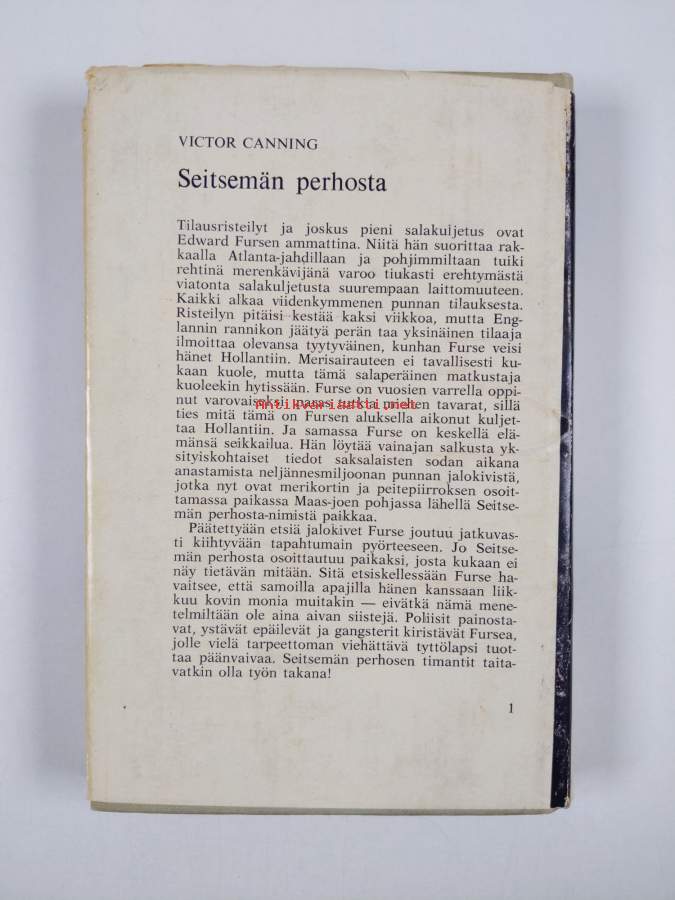 VICTOR CANNING
Seitsemän perhosta
Tilausristeilyt ja joskus pieni salakuljetus ovat
Edward Fursen ammattina. Niitä hän suorittaa rak-
kaalla Atlanta-jahdillaan ja pohjimmiltaan tuiki
rehtinä merenkävijänä varoo tiukasti erehtymästä
viatonta salakuljetusta suurempaan laittomuuteen.
Kaikki alkaa viidenkymmenen punnan tilauksesta.
Risteilyn pitäisi kestää kaksi viikkoa, mutta Eng-
lannin rannikon jäätyä perän taa yksinäinen tilaaja
ilmoittaa olevansa tyytyväinen, kunhan Furse veisi
hänet Hollantiin. Merisairauteen ei tavallisesti ku-
kaan kuole, mutta tämä salaperäinen matkustaja
kuoleekin hytissään. Furse on vuosien varrella oppi-
nut varovaiseksi: paras tutkia miehen tavarat, sillä
Antikvariaatti.net
ties mitä tämä on Fursen aluksella aikonut kuljet-
taa Hollantiin. Ja samassa Furse on keskellä elä-
mänsä seikkailua. Hän löytää vainajan salkusta yk-
sityiskohtaiset tiedot saksalaisten sodan aikana
anastamista neljännesmiljoonan punnan jalokivistä,
jotka nyt ovat merikortin ja peitepiirroksen osoit-
tamassa paikassa Maas-joen pohjassa lähellä Seitse-
män perhosta-nimistä paikkaa.
Päätettyään etsiä jalokivet Furse joutuu jatkuvas-
ti kiihtyvään tapahtumain pyörteeseen. Jo Seitse-
män perhosta osoittautuu paikaksi, josta kukaan ei
näy tietävän mitään. Sitä etsiskellessään Furse ha-
vaitsee, että samoilla apajilla hänen kanssaan liik-
kuu kovin monia muitakin — eivätkä nämä mene-
telmiltään ole aina aivan siistejä. Poliisit painosta-
vat, ystävät epäilevät ja gangsterit kiristävät Fursea,
jolle vielä tarpeettoman viehättävä tyttölapsi tuot-
taa päänvaivaa. Seitsemän perhosen timantit taita-
vatkin olla työn takana!
1